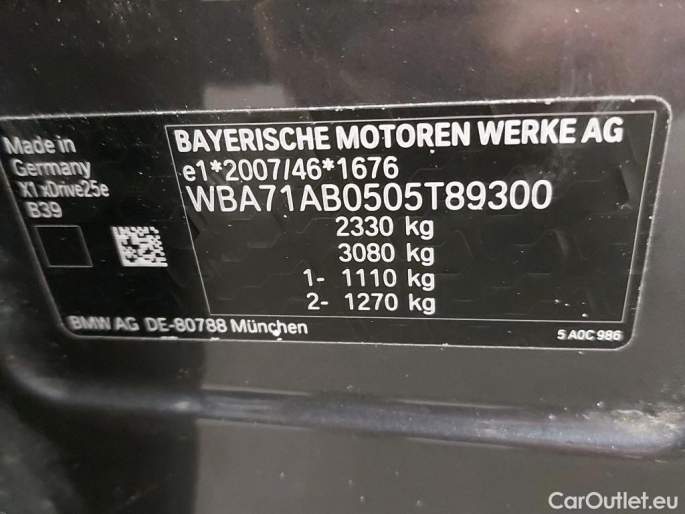 Made in
Germany
X1 xDrive25e
B39
BAYERISCHE MOTOREN WERKE AG
e1*2007/46*1676
WBA71AB0505T89300
2330 kg
3080 kg
1- 1110 kg
2- 1270 kg
BMW AG DE-80788 München
5 A0C 986
CarOutlet.eu